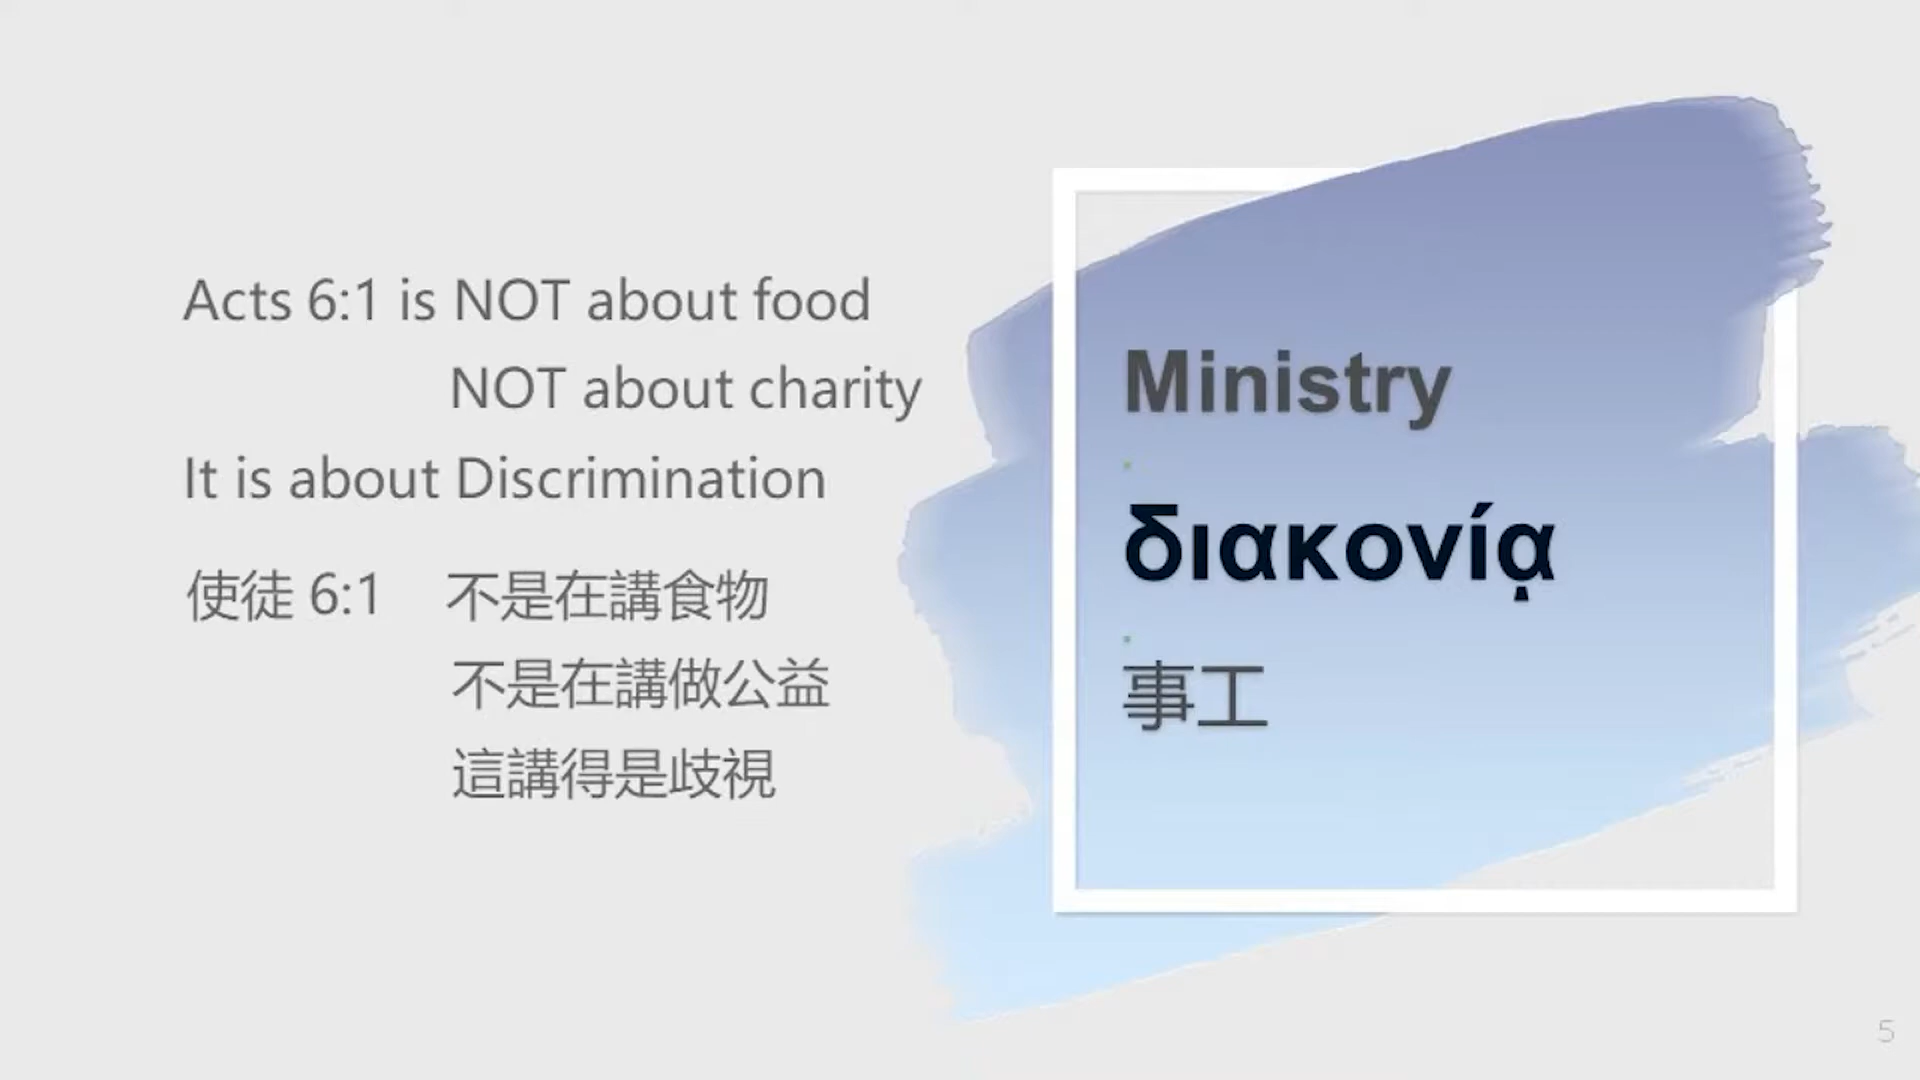 Acts 6:1 is NOT about food
NOT about charity
It is about Discrimination
使徒 6:1 不是在講食物
不是在講做公益
這講得是歧視
Ministry
διακονίᾳ
事工
5